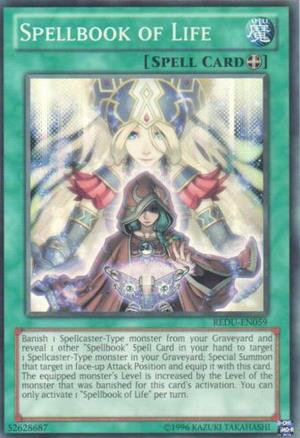 SPELLBOOK OF LIFE
[SPELL CARD]
REDU-EN059
Banish 1 Spellcaster-Type monster from your Graveyard and
reveal 1 other "Spellbook" Spell Card in your hand to target
1 Spellcaster-Type monster in your Graveyard; Special Summon
that target in face-up Attack Position and equip it with this card.
The equipped monster's Level is increased by the Level of the
monster that was banished for this card's activation. You can
only activate 1 "Spellbook of Life" per turn.
52628687
©1996 KAZUKI TAKAHASHI